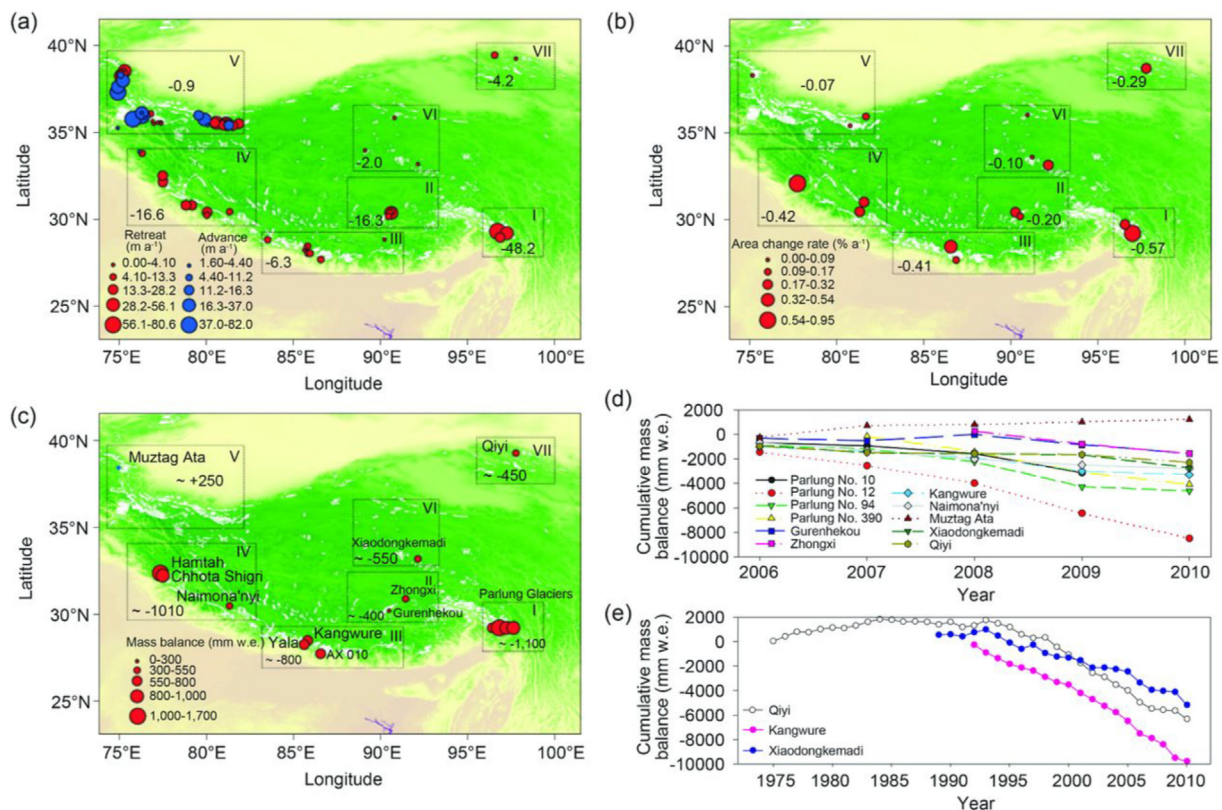 (a)
40°N
35°N
30°N
25°N
Latitude
75°E 80°E 85°E 90°E 95°E 100°E
Longitude
V
-0.9
VII
-4.2
VI
-2.0
IV
-16.6
II
-16.3
III
-6.3
I
-48.2
Retreat Advance
(m a⁻¹) (m a⁻¹)
0.00-4.10 1.60-4.40
4.10-13.3 4.40-11.2
13.3-28.2 11.2-16.3
28.2-56.1 16.3-37.0
56.1-80.6 37.0-82.0
(b)
40°N
35°N
30°N
25°N
Latitude
75°E 80°E 85°E 90°E 95°E 100°E
Longitude
V
-0.07
VII
-0.29
VI
-0.10
IV
-0.42
II
-0.20
III
-0.41
I
-0.57
Area change rate (% a⁻¹)
0.00-0.09
0.09-0.17
0.17-0.32
0.32-0.54
0.54-0.95
(c)
40°N
35°N
30°N
25°N
Latitude
75°E 80°E 85°E 90°E 95°E 100°E
Longitude
Muztag Ata
V
~ +250
Qiyi
VII
~ -450
VI
Xiaodongkemadi
~ -550
IV
Hamtah
Chhota Shigri
Naimona'nyi
~ -1010
II
Zhongxi
~ -400
Gurenhekou
Parlung Glaciers
I
~ -1,100
Kangwure
III
Yala
~ -800
AX 010
Mass balance (mm w.e.)
0-300
300-550
550-800
800-1,000
1,000-1,700
(d)
Cumulative mass
balance (mm w.e.)
2000
0
-2000
-4000
-6000
-8000
-10000
Parlung No. 10
Parlung No. 12
Parlung No. 94
Parlung No. 390
Gurenhekou
Zhongxi
Kangwure
Naimona'nyi
Muztag Ata
Xiaodongkemadi
Qiyi
2006 2007 2008 2009 2010
Year
(e)
Cumulative mass
balance (mm w.e.)
2000
0
-2000
-4000
-6000
-8000
-10000
Qiyi
Kangwure
Xiaodongkemadi
1975 1980 1985 1990 1995 2000 2005 2010
Year